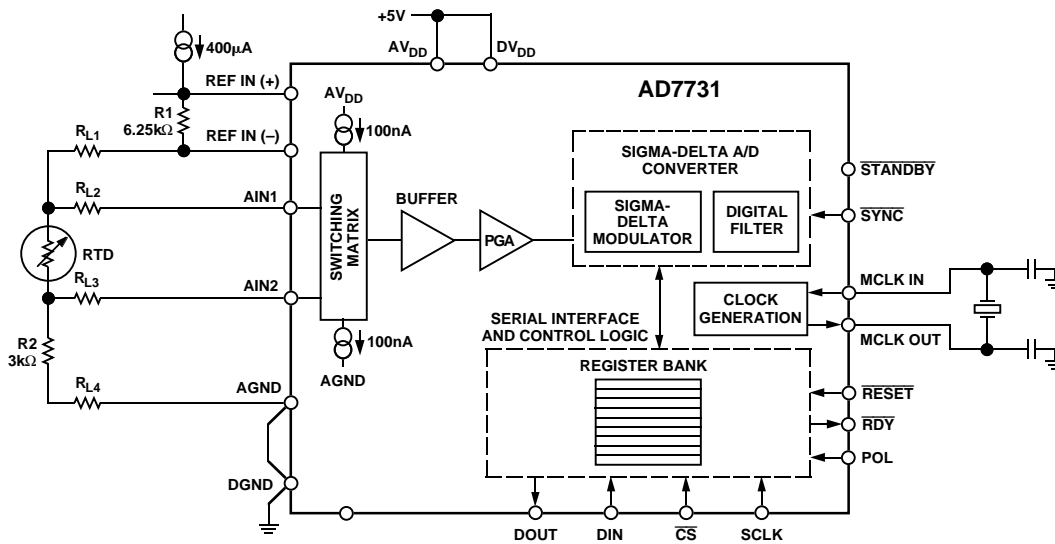 +5V
AVDD
DVDD
400µA
REF IN (+)
AD7731
AVDD
R1
6.25kΩ
100nA
RL1
REF IN (–)
SIGMA-DELTA A/D
CONVERTER
STANDBY
RL2
AIN1
BUFFER
SIGMA-
DELTA
MODULATOR
DIGITAL
FILTER
SYNC
SWITCHING
MATRIX
PGA
RTD
RL3
AIN2
MCLK IN
CLOCK
GENERATION
SERIAL INTERFACE
AND CONTROL LOGIC
MCLK OUT
R2
3kΩ
100nA
AGND
REGISTER BANK
RL4
AGND
RESET
RDY
POL
DGND
DOUT
DIN
CS
SCLK